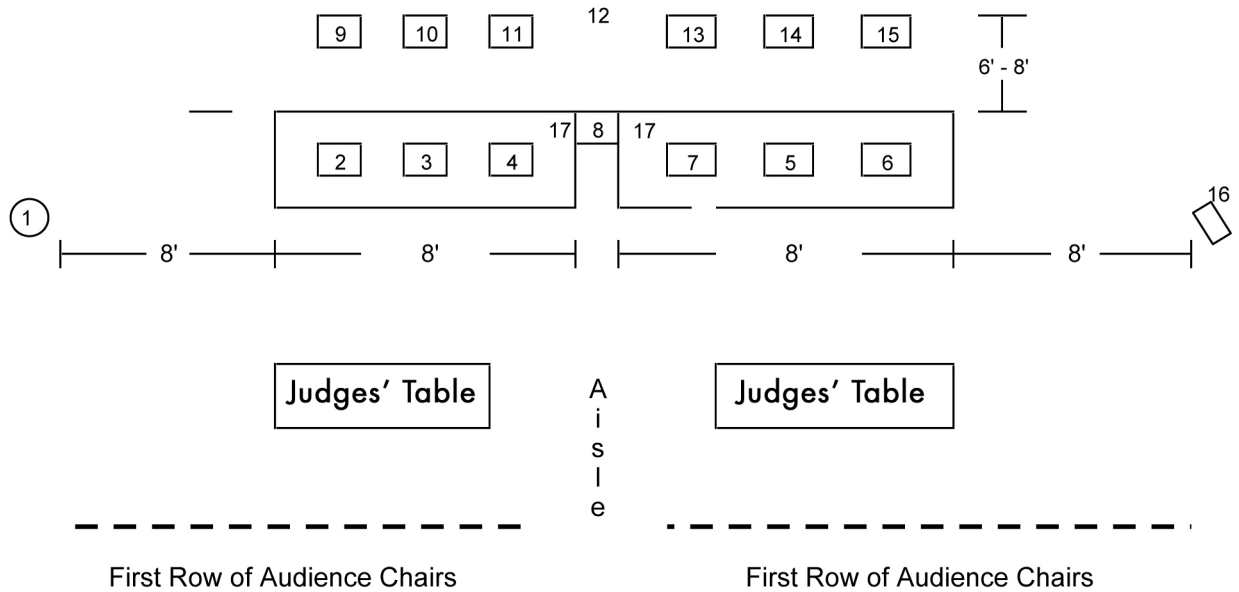 9 10 11 12 13 14 15
6' - 8'
17 8 17
2 3 4 7 5 6
16
1
8' 8' 8' 8'
Judges' Table Judges' Table
A
i
s
l
e
First Row of Audience Chairs First Row of Audience Chairs